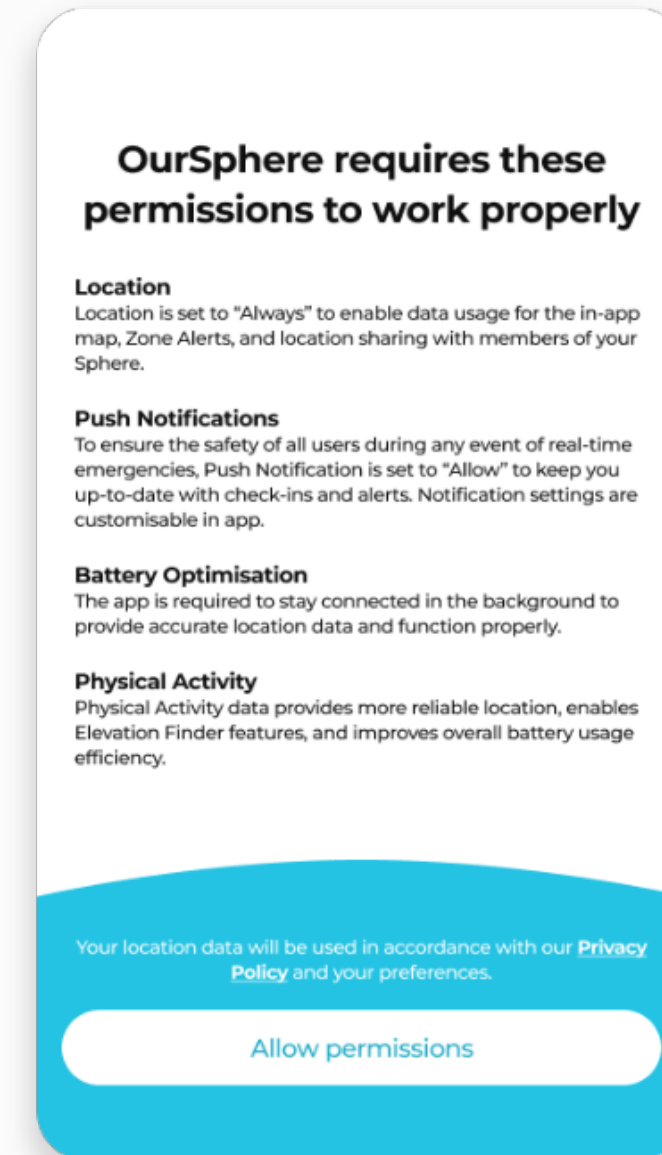 OurSphere requires these
permissions to work properly
Location
Location is set to “Always” to enable data usage for the in-app
map, Zone Alerts, and location sharing with members of your
Sphere.
Push Notifications
To ensure the safety of all users during any event of real-time
emergencies, Push Notification is set to “Allow” to keep you
up-to-date with check-ins and alerts. Notification settings are
customisable in app.
Battery Optimisation
The app is required to stay connected in the background to
provide accurate location data and function properly.
Physical Activity
Physical Activity data provides more reliable location, enables
Elevation Finder features, and improves overall battery usage
efficiency.
Your location data will be used in accordance with our Privacy
Policy and your preferences.
Allow permissions